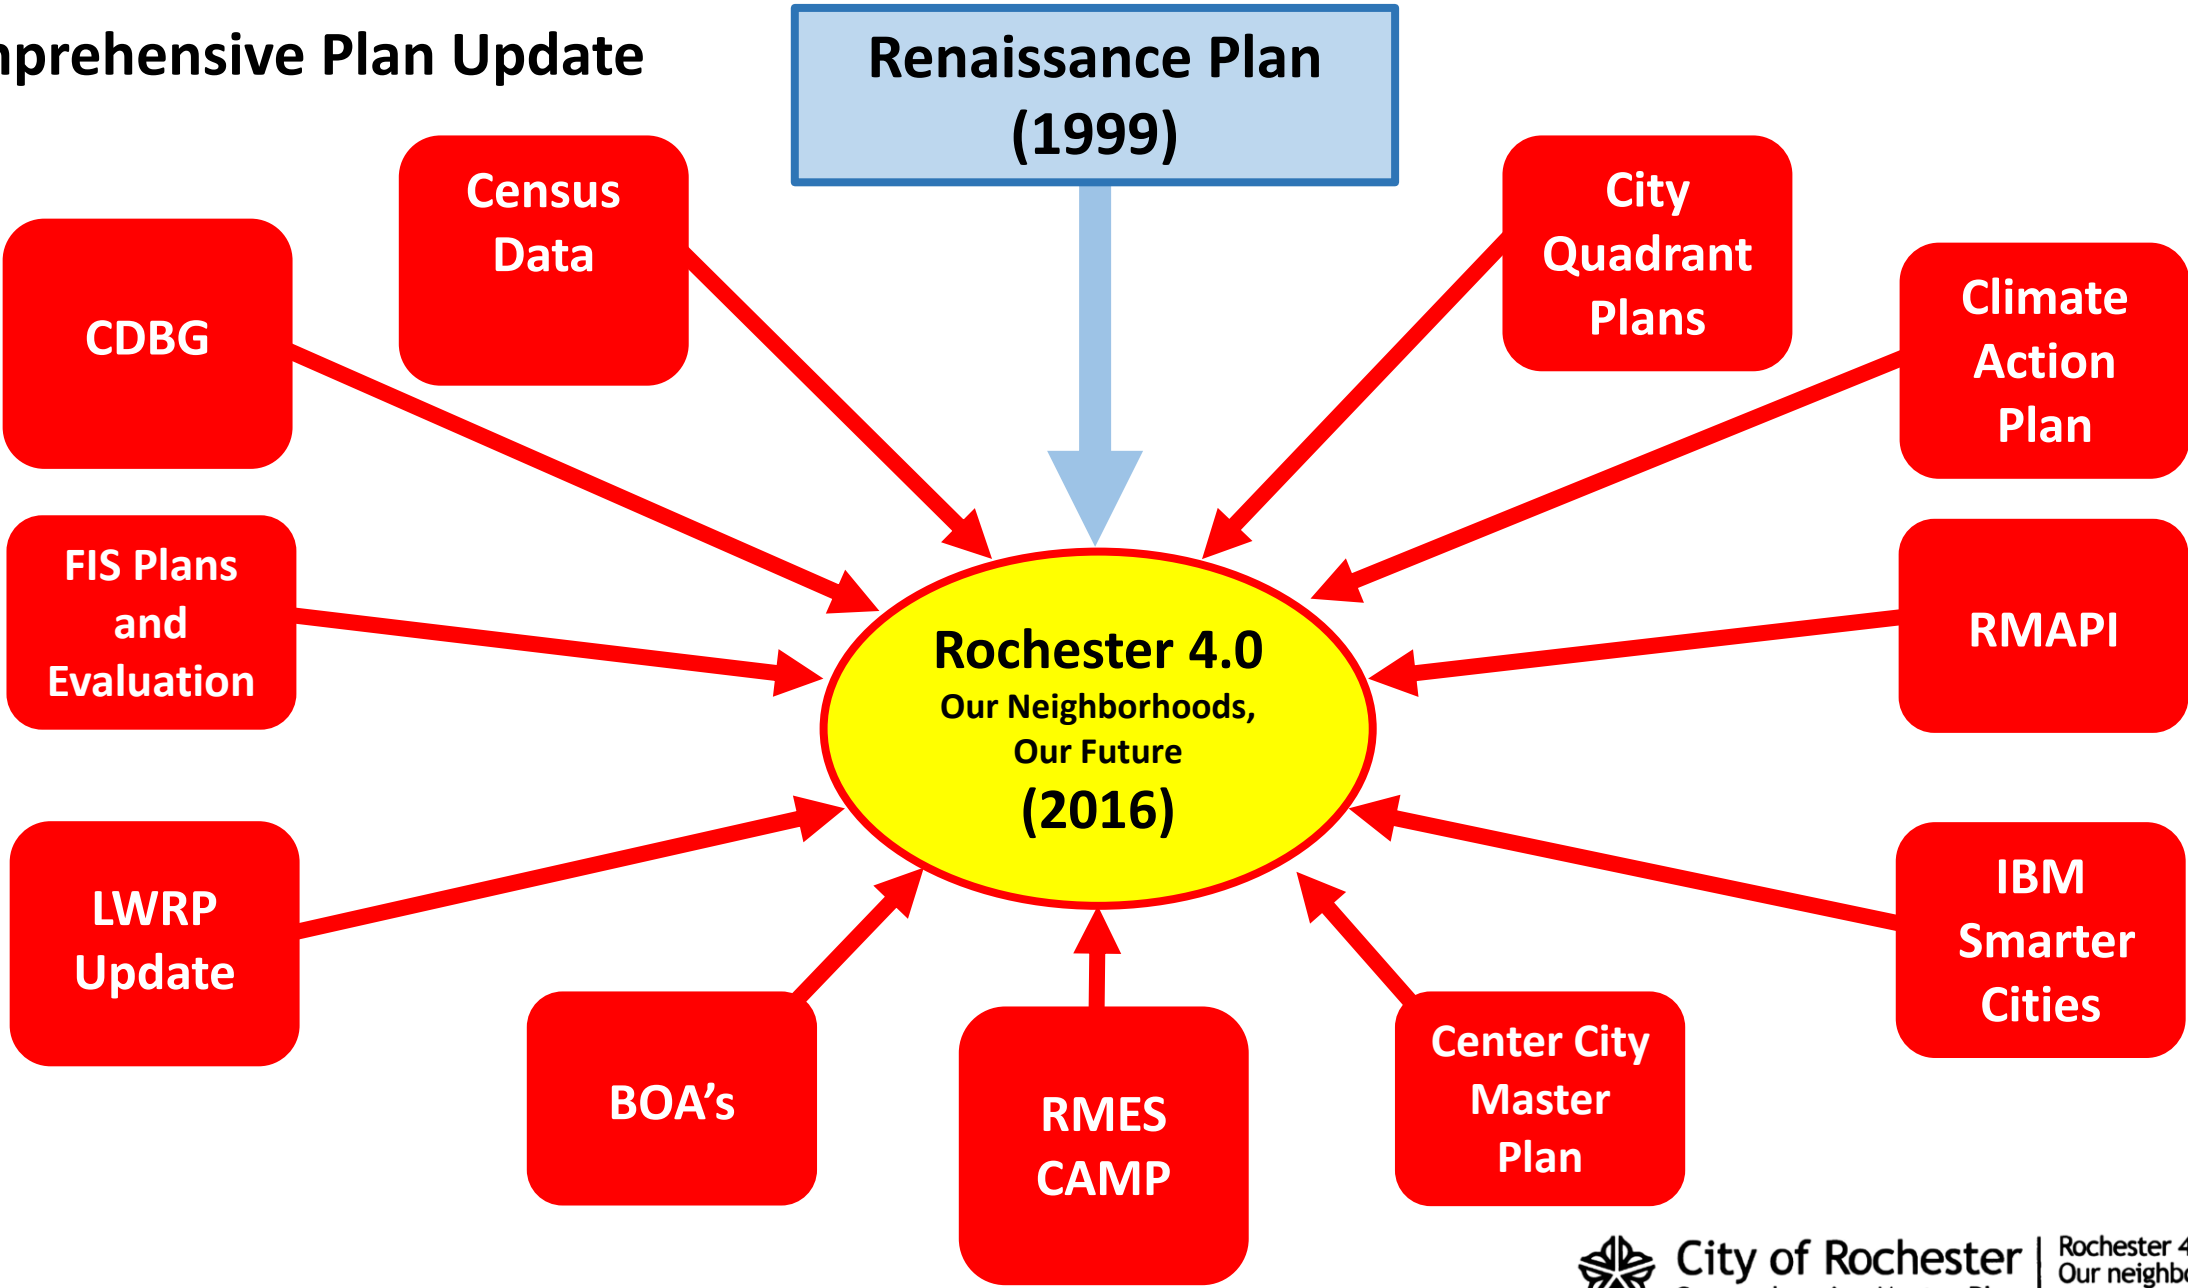 mprehensive Plan Update
Renaissance Plan
(1999)
Census
Data
City
Quadrant
Plans
CDBG
Climate
Action
Plan
FIS Plans
and
Evaluation
RMAPI
Rochester 4.0
Our Neighborhoods,
Our Future
(2016)
LWRP
Update
IBM
Smarter
Cities
BOA’s
RMES
CAMP
Center City
Master
Plan
City of Rochester
Rochester 4
Our neighbo